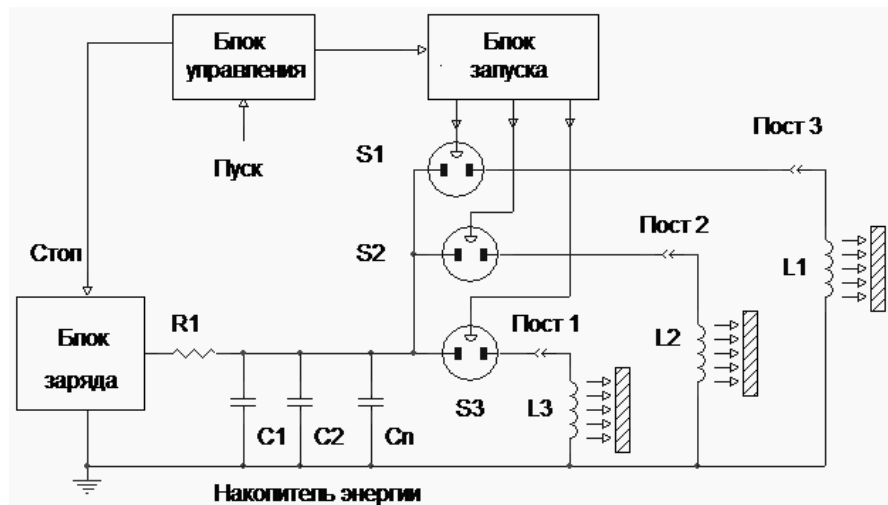 Блок
управления
Блок
запуска
Пуск
S1
Пост 3
S2
Пост 2
L1
Стоп
Блок
заряда
R1
Пост 1
L2
S3
L3
C1
C2
Cn
Накопитель энергии